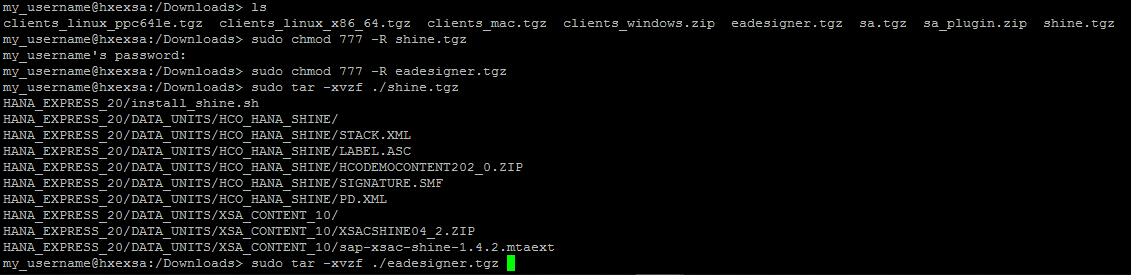 my_username@hxexsa:/Downloads> ls
clients_linux_ppc64le.tgz  clients_linux_x86_64.tgz  clients_mac.tgz  clients_windows.zip  eadesigner.tgz  sa.tgz  sa_plugin.zip  shine.tgz
my_username@hxexsa:/Downloads> sudo chmod 777 -R shine.tgz
my_username's password:
my_username@hxexsa:/Downloads> sudo chmod 777 -R eadesigner.tgz
my_username@hxexsa:/Downloads> sudo tar -xvzf ./shine.tgz
HANA_EXPRESS_20/install_shine.sh
HANA_EXPRESS_20/DATA_UNITS/HCO_HANA_SHINE/
HANA_EXPRESS_20/DATA_UNITS/HCO_HANA_SHINE/STACK.XML
HANA_EXPRESS_20/DATA_UNITS/HCO_HANA_SHINE/LABEL.ASC
HANA_EXPRESS_20/DATA_UNITS/HCO_HANA_SHINE/HCODEMOCONTENT202_0.ZIP
HANA_EXPRESS_20/DATA_UNITS/HCO_HANA_SHINE/SIGNATURE.SMF
HANA_EXPRESS_20/DATA_UNITS/HCO_HANA_SHINE/PD.XML
HANA_EXPRESS_20/DATA_UNITS/XSA_CONTENT_10/
HANA_EXPRESS_20/DATA_UNITS/XSA_CONTENT_10/XSACSHINE04_2.ZIP
HANA_EXPRESS_20/DATA_UNITS/XSA_CONTENT_10/sap-xsac-shine-1.4.2.mtaext
my_username@hxexsa:/Downloads> sudo tar -xvzf ./eadesigner.tgz